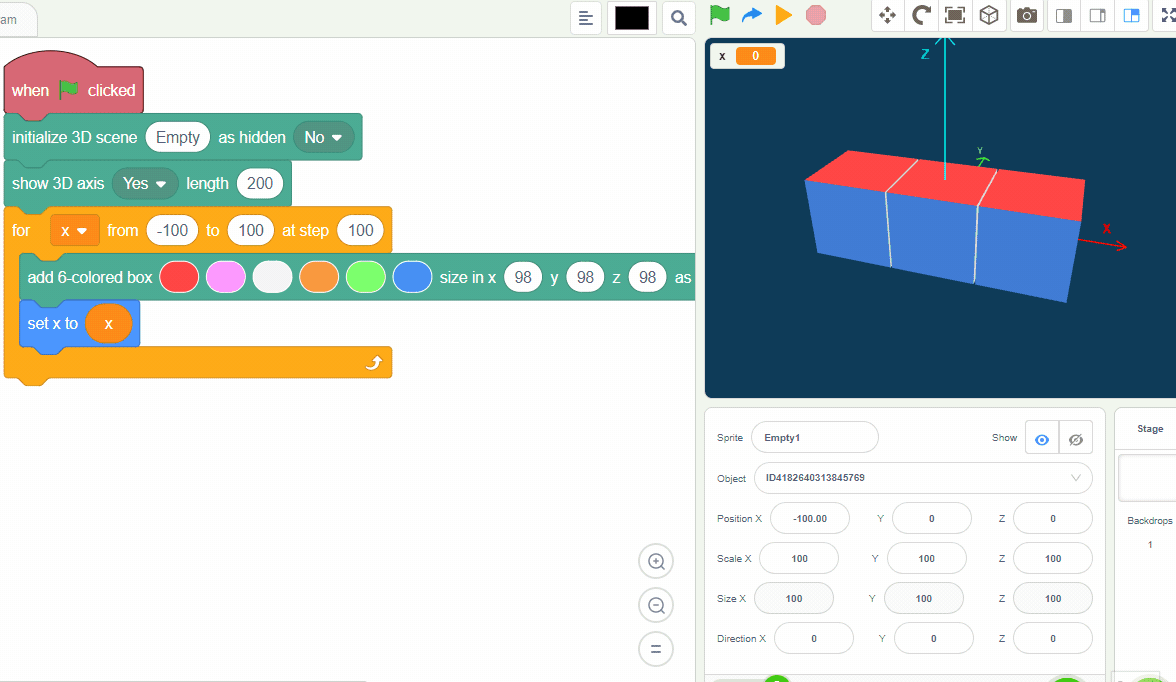 am
when clicked
initialize 3D scene Empty as hidden No
show 3D axis Yes length 200
for x from -100 to 100 at step 100
add 6-colored box size in x 98 y 98 z 98 as
set x to x
x 0
Z
Y
X
Sprite Empty1 Show
Object ID4182640313845769
Position X -100.00 Y 0 Z 0
Scale X 100 Y 100 Z 100
Size X 100 Y 100 Z 100
Direction X 0 Y 0 Z 0
Stage
Backdrops
1